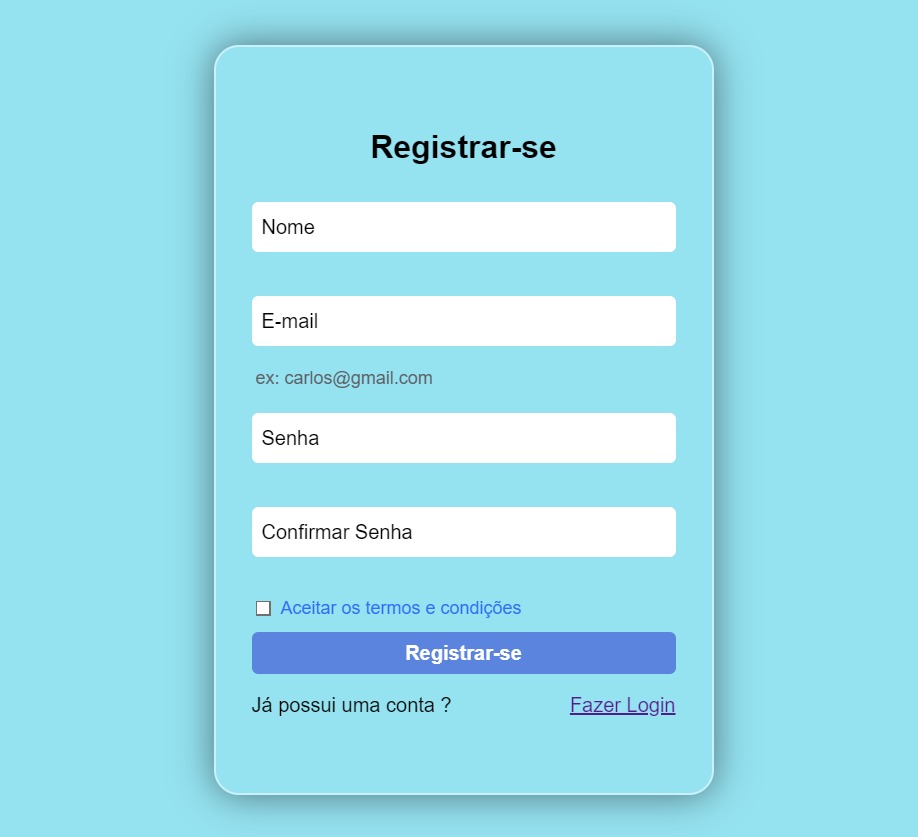 Registrar-se
Nome
E-mail
ex: carlos@gmail.com
Senha
Confirmar Senha
Aceitar os termos e condições
Registrar-se
Já possui uma conta ? Fazer Login